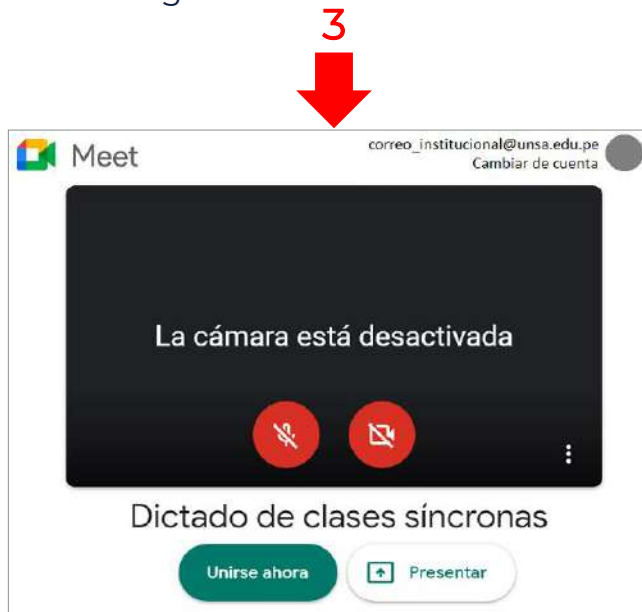 3
Meet
correo_institucional@unsa.edu.pe
Cambiar de cuenta
La cámara está desactivada
Dictado de clases síncronas
Unirse ahora
Presentar